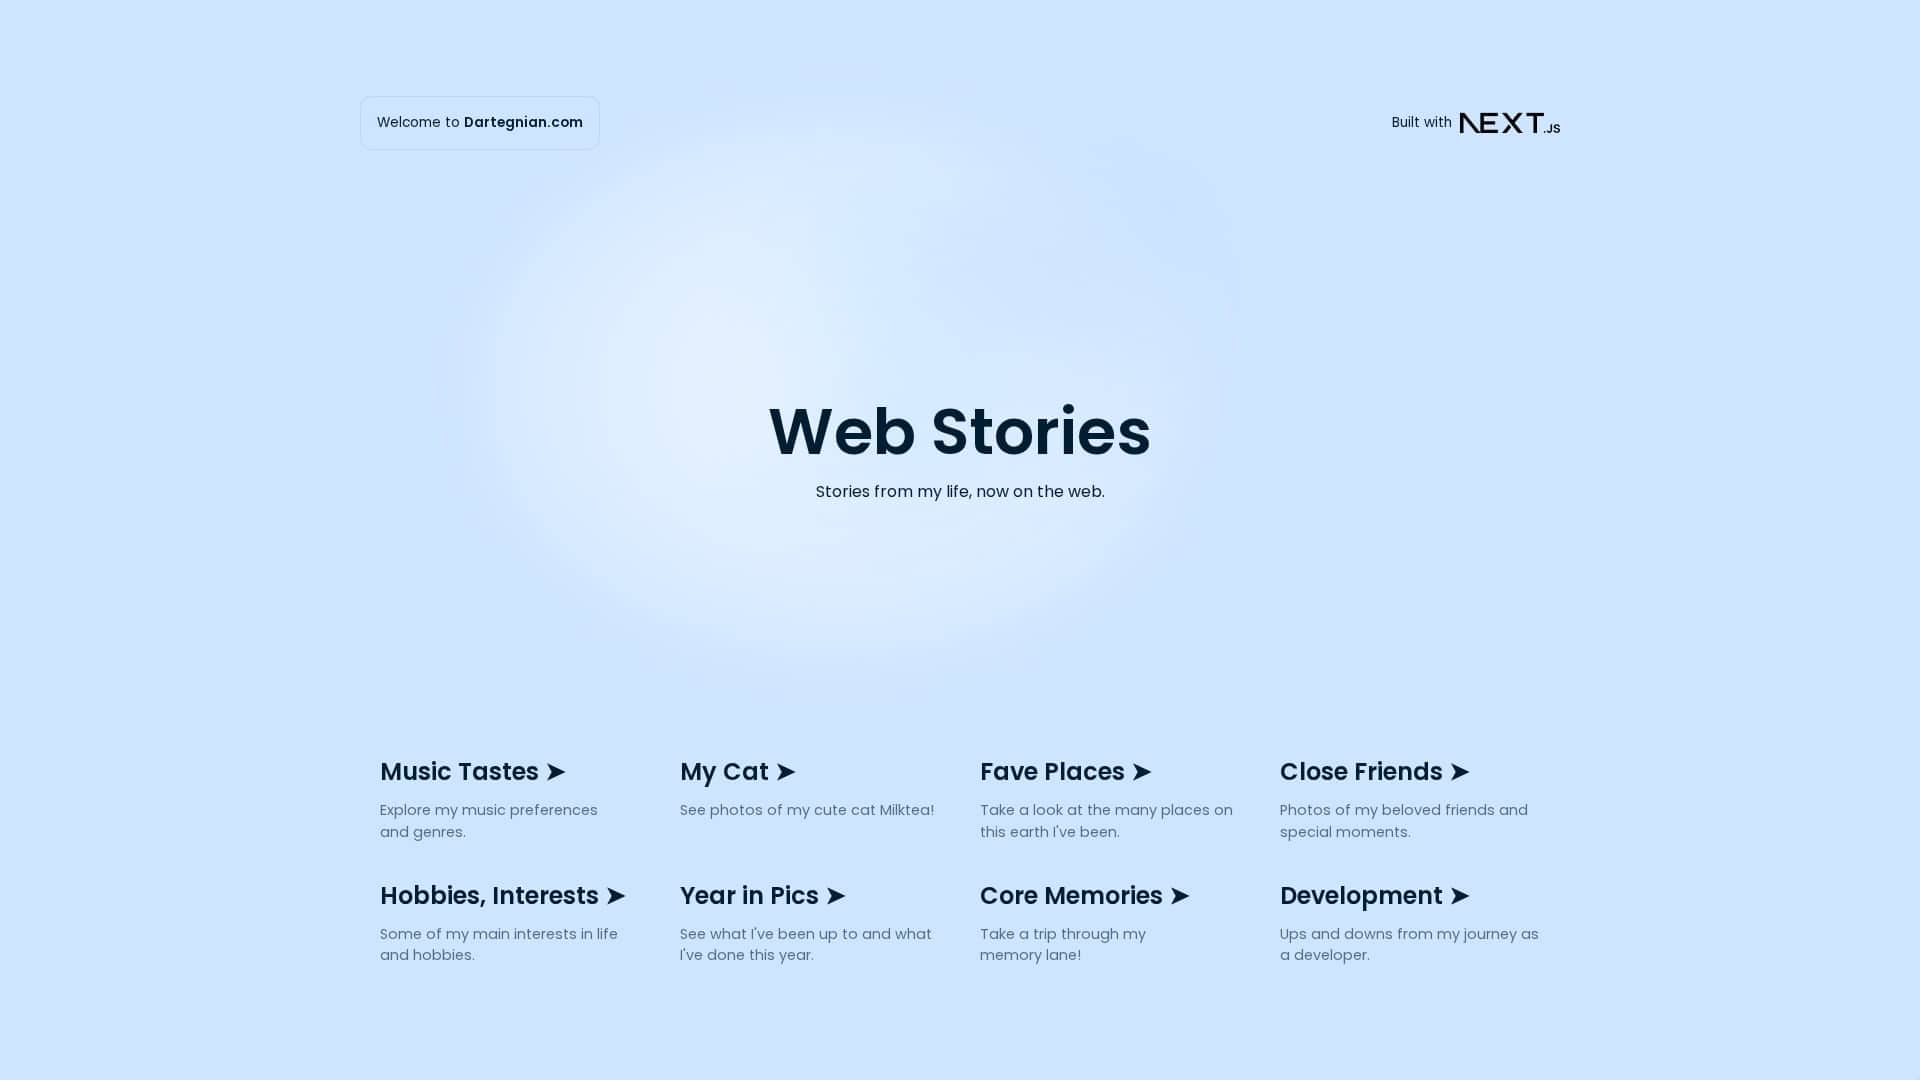 Welcome to Dartegnian.com
Built with NEXT.JS
Web Stories
Stories from my life, now on the web.
Music Tastes ➤
Explore my music preferences
and genres.
My Cat ➤
See photos of my cute cat Milktea!
Fave Places ➤
Take a look at the many places on
this earth I've been.
Close Friends ➤
Photos of my beloved friends and
special moments.
Hobbies, Interests ➤
Some of my main interests in life
and hobbies.
Year in Pics ➤
See what I've been up to and what
I've done this year.
Core Memories ➤
Take a trip through my
memory lane!
Development ➤
Ups and downs from my journey as
a developer.